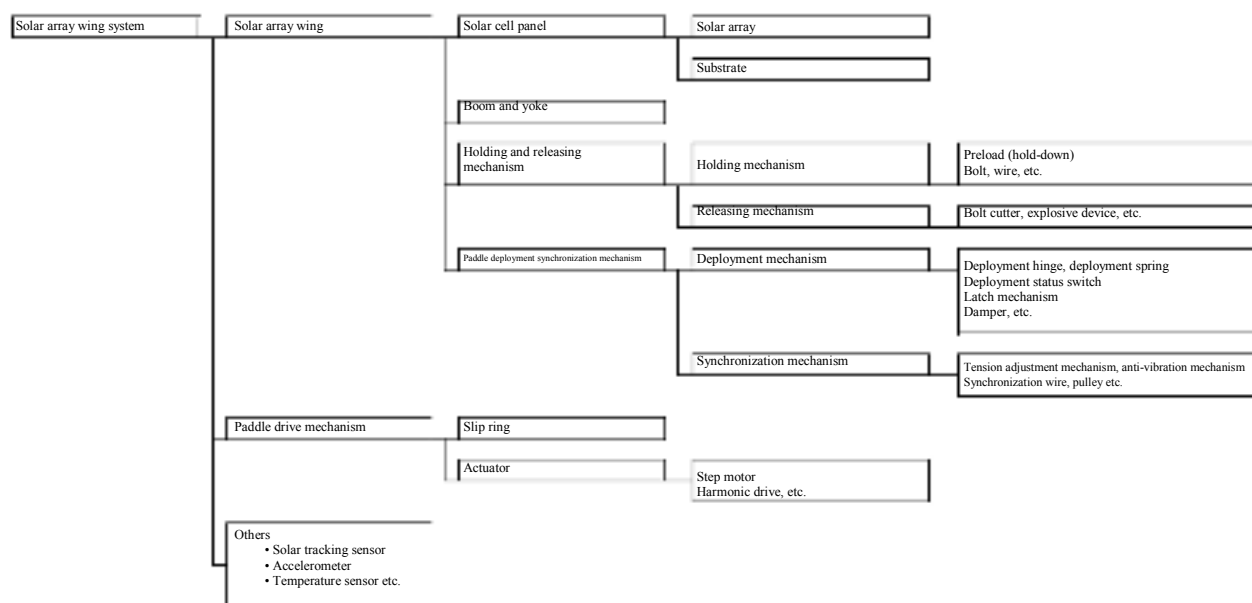 Solar array wing system
Solar array wing
Solar cell panel
Solar array
Substrate
Boom and yoke
Holding and releasing
mechanism
Holding mechanism
Preload (hold-down)
Bolt, wire, etc.
Releasing mechanism
Bolt cutter, explosive device, etc.
Paddle deployment synchronization mechanism
Deployment mechanism
Deployment hinge, deployment spring
Deployment status switch
Latch mechanism
Damper, etc.
Synchronization mechanism
Tension adjustment mechanism, anti-vibration mechanism
Synchronization wire, pulley etc.
Paddle drive mechanism
Slip ring
Actuator
Step motor
Harmonic drive, etc.
Others
• Solar tracking sensor
• Accelerometer
• Temperature sensor etc.